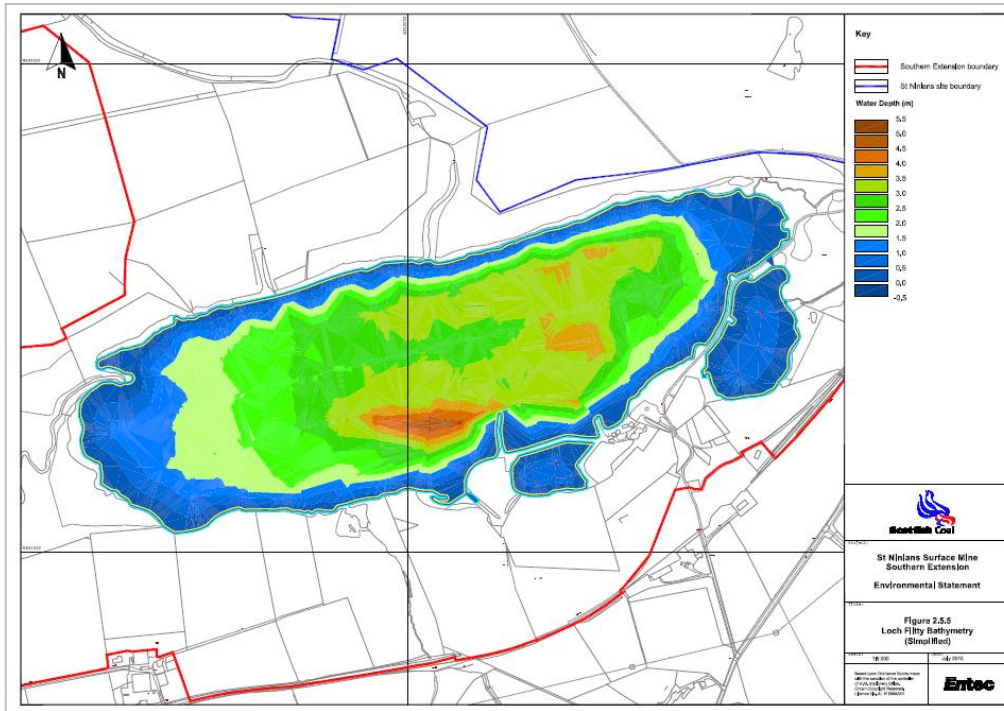 N
Key
Southern Extension boundary
St Ninians site boundary
Water Depth (m)
5.5
5.0
4.5
4.0
3.5
3.0
2.5
2.0
1.5
1,0
0,5
0,0
-0,5
Scottish Coal
St Ninians Surface Mine
Southern Extension
Environmental Statement
Figure 2.5.5
Loch Fitty Bathymetry
(Simplified)
July 2010
Entec